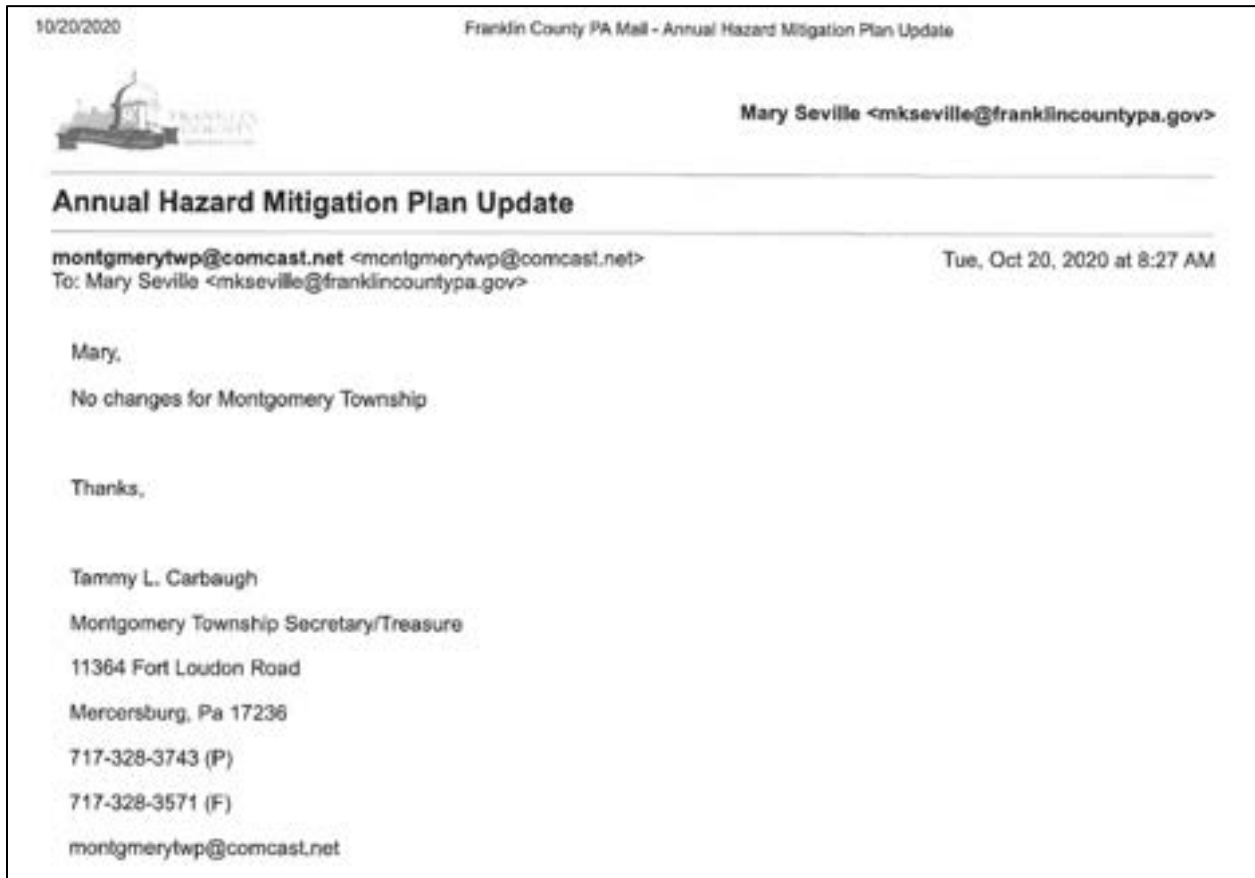 10/20/2020
Franklin County PA Mail - Annual Hazard Mitigation Plan Update
FRANKLIN
COUNTY
Mary Seville <mkseville@franklincountypa.gov>
Annual Hazard Mitigation Plan Update
montgmerytwp@comcast.net <montgmerytwp@comcast.net>
Tue, Oct 20, 2020 at 8:27 AM
To: Mary Seville <mkseville@franklincountypa.gov>
Mary,
No changes for Montgomery Township
Thanks,
Tammy L. Carbaugh
Montgomery Township Secretary/Treasure
11364 Fort Loudon Road
Mercersburg, Pa 17236
717-328-3743 (P)
717-328-3571 (F)
montgmerytwp@comcast.net